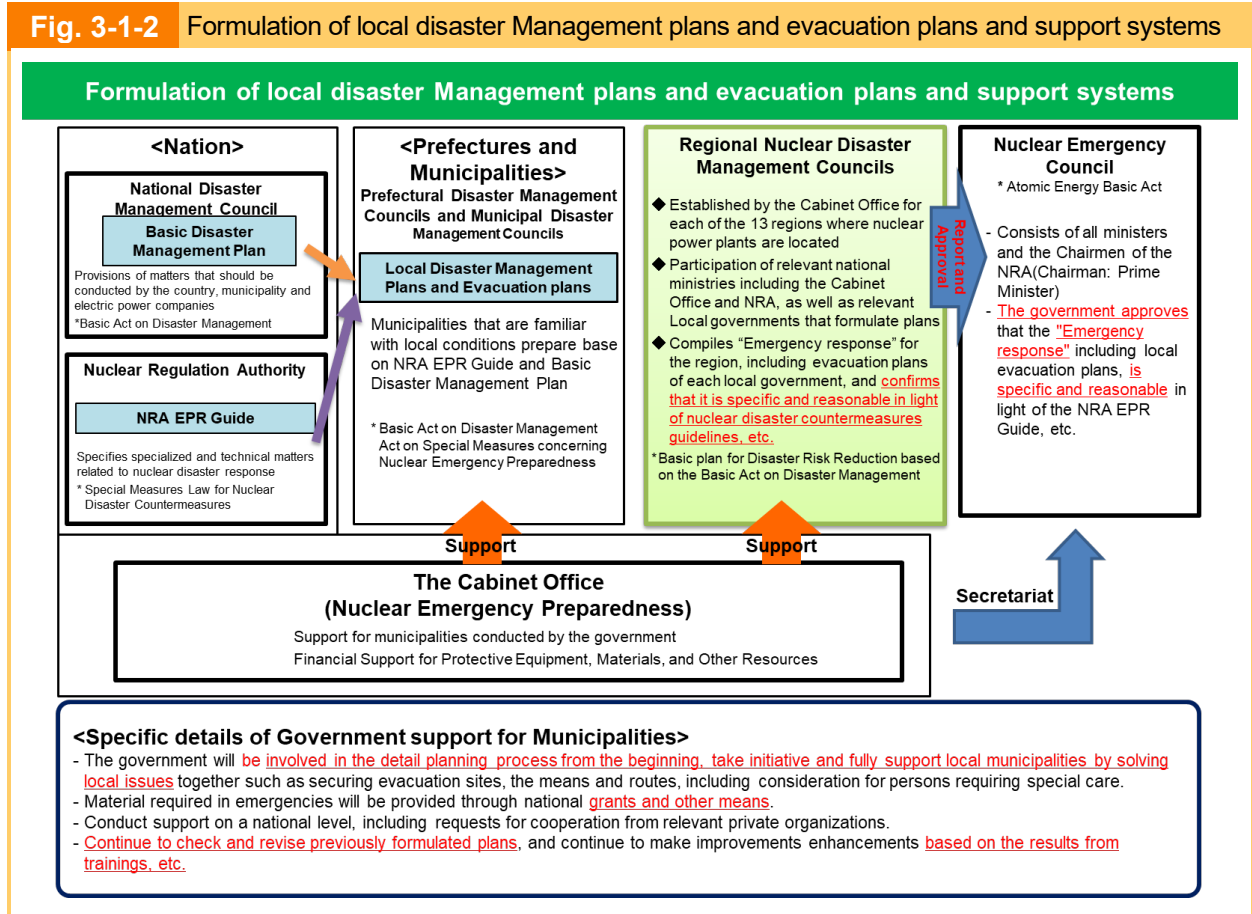 Fig. 3-1-2
Formulation of local disaster Management plans and evacuation plans and support systems
Formulation of local disaster Management plans and evacuation plans and support systems
<Nation>
National Disaster
Management Council
Basic Disaster
Management Plan
Provisions of matters that should be
conducted by the country, municipality and
electric power companies
*Basic Act on Disaster Management
Nuclear Regulation Authority
NRA EPR Guide
Specifies specialized and technical matters
related to nuclear disaster response
* Special Measures Law for Nuclear
Disaster Countermeasures
<Prefectures and
Municipalities>
Prefectural Disaster Management
Councils and Municipal Disaster
Management Councils
Local Disaster Management
Plans and Evacuation plans
Municipalities that are familiar
with local conditions prepare base
on NRA EPR Guide and Basic
Disaster Management Plan
* Basic Act on Disaster Management
Act on Special Measures concerning
Nuclear Emergency Preparedness
Regional Nuclear Disaster
Management Councils
◆ Established by the Cabinet Office for
each of the 13 regions where nuclear
power plants are located
◆ Participation of relevant national
ministries including the Cabinet
Office and NRA, as well as relevant
Local governments that formulate plans
◆ Compiles “Emergency response” for
the region, including evacuation plans
of each local government, and confirms
that it is specific and reasonable in light
of nuclear disaster countermeasures
guidelines, etc.
*Basic plan for Disaster Risk Reduction based
on the Basic Act on Disaster Management
Report and
Approval
Nuclear Emergency
Council
* Atomic Energy Basic Act
- Consists of all ministers
and the Chairmen of the
NRA(Chairman: Prime
Minister)
- The government approves
that the "Emergency
response" including local
evacuation plans, is
specific and reasonable in
light of the NRA EPR
Guide, etc.
Support
Support
The Cabinet Office
(Nuclear Emergency Preparedness)
Support for municipalities conducted by the government
Financial Support for Protective Equipment, Materials, and Other Resources
Secretariat
<Specific details of Government support for Municipalities>
- The government will be involved in the detail planning process from the beginning, take initiative and fully support local municipalities by solving
local issues together such as securing evacuation sites, the means and routes, including consideration for persons requiring special care.
- Material required in emergencies will be provided through national grants and other means.
- Conduct support on a national level, including requests for cooperation from relevant private organizations.
- Continue to check and revise previously formulated plans, and continue to make improvements enhancements based on the results from
trainings, etc.